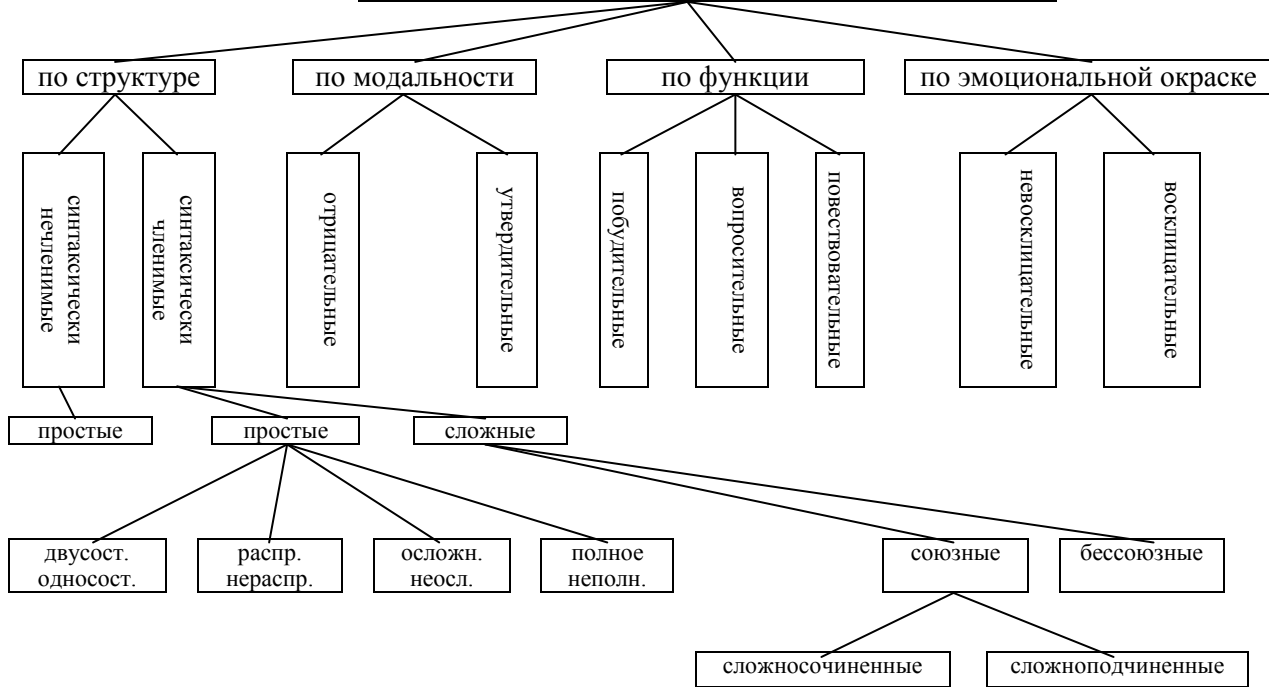 по структуре
по модальности
по функции
по эмоциональной окраске
синтаксически
нечленимые
синтаксически
членимые
отрицательные
утвердительные
побудительные
вопросительные
повествовательные
невосклицательные
восклицательные
простые
простые
сложные
двусост.
односост.
распр.
нераспр.
осложн.
неосл.
полное
неполн.
союзные
бессоюзные
сложносочиненные
сложноподчиненные